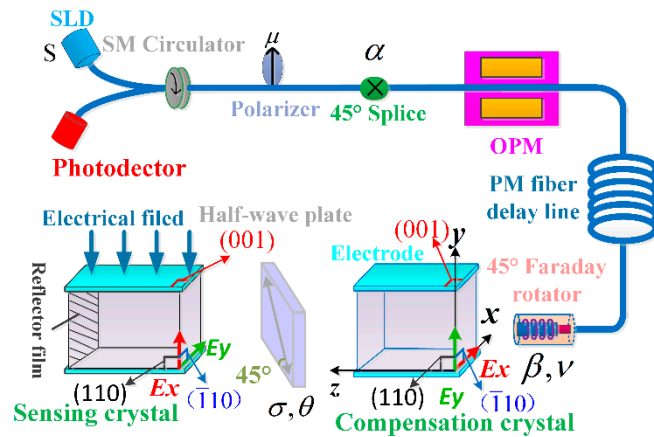 SLD
S
SM Circulator
μ
Polarizer
α
45° Splice
OPM
Photodector
PM fiber
delay line
Electrical filed
Half-wave plate
(001)
(001)
y
Electrode
45° Faraday
rotator
Reflector film
x
Ey
45°
z
Ex
β, ν
(110)
Ex
(1̅10)
(110)
Ey
(1̅10)
σ, θ
Sensing crystal
Compensation crystal